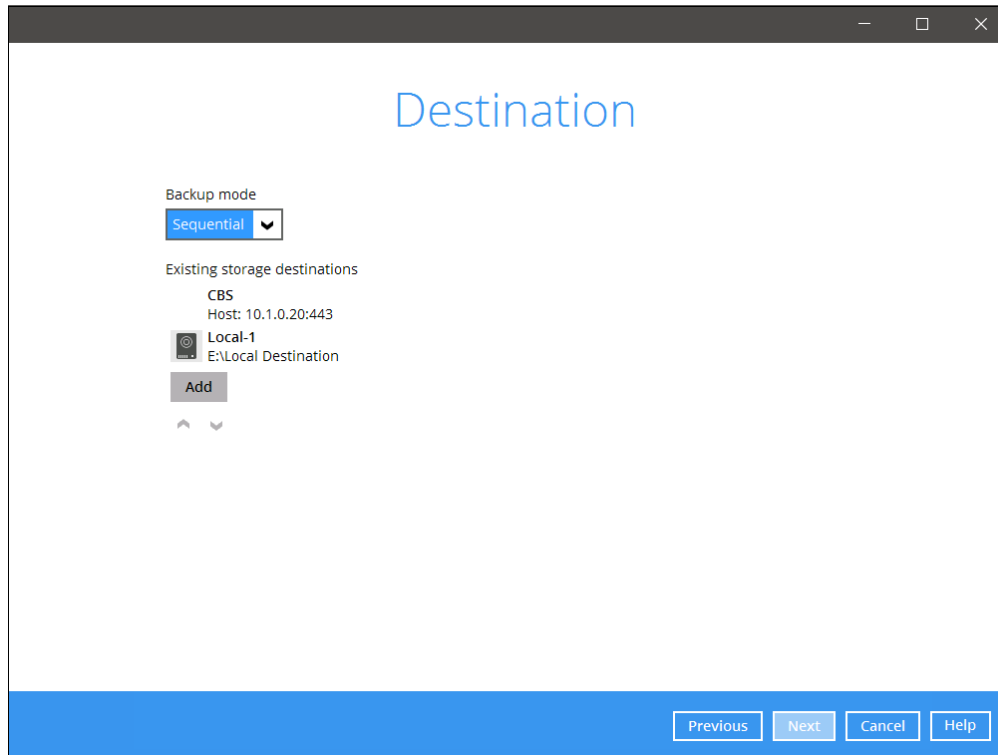 Destination
Backup mode
Sequential
Existing storage destinations
CBS
Host: 10.1.0.20:443
Local-1
E:\Local Destination
Add
Previous Next Cancel Help